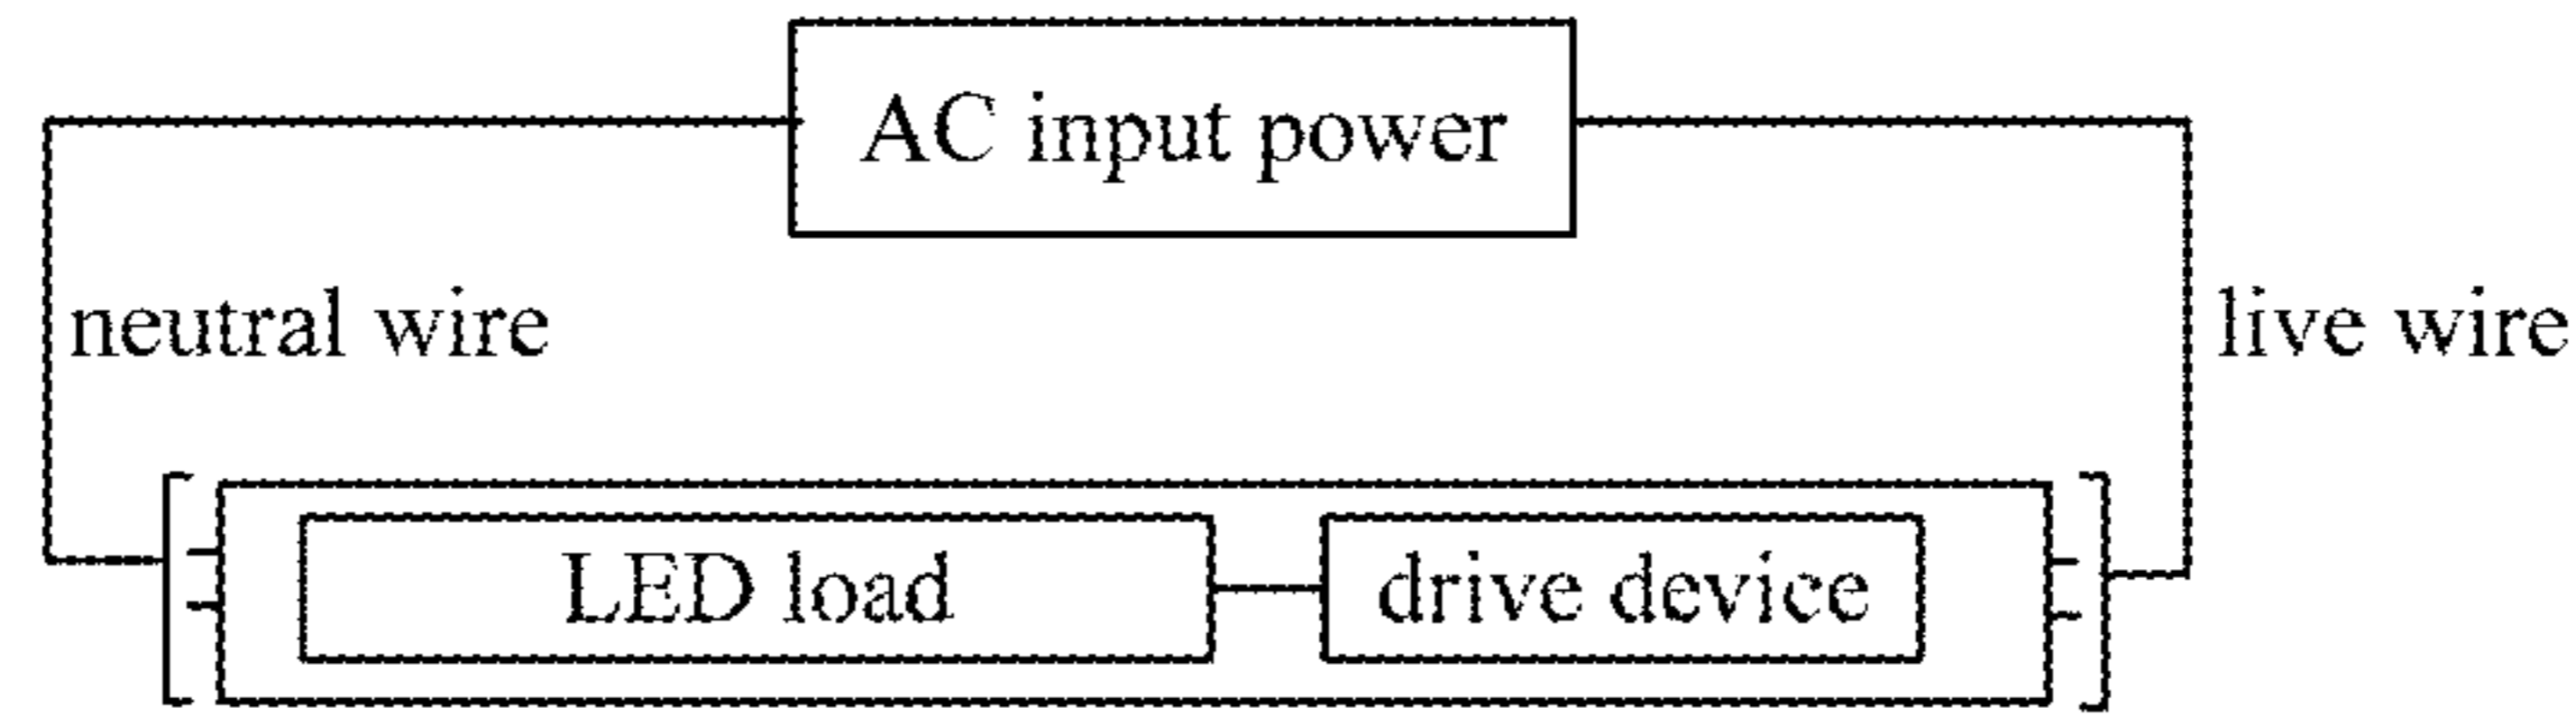 AC input power
neutral wire
live wire
LED load
drive device